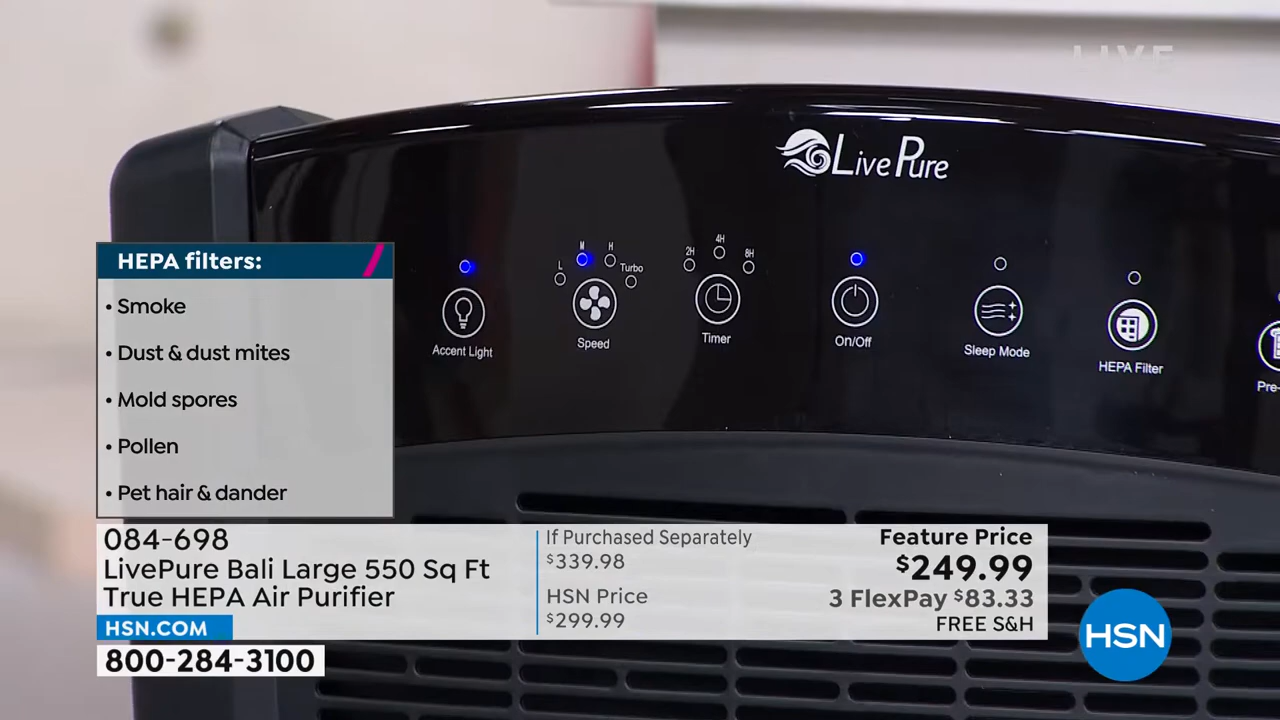 LIVE
LivePure
L
M
H
Turbo
2H
4H
8H
Accent Light
Speed
Timer
On/Off
Sleep Mode
HEPA Filter
Pre-
HEPA filters:
• Smoke
• Dust & dust mites
• Mold spores
• Pollen
• Pet hair & dander
084-698
LivePure Bali Large 550 Sq Ft
True HEPA Air Purifier
HSN.COM
800-284-3100
If Purchased Separately
$339.98
HSN Price
$299.99
Feature Price
$249.99
3 FlexPay $83.33
FREE S&H
HSN